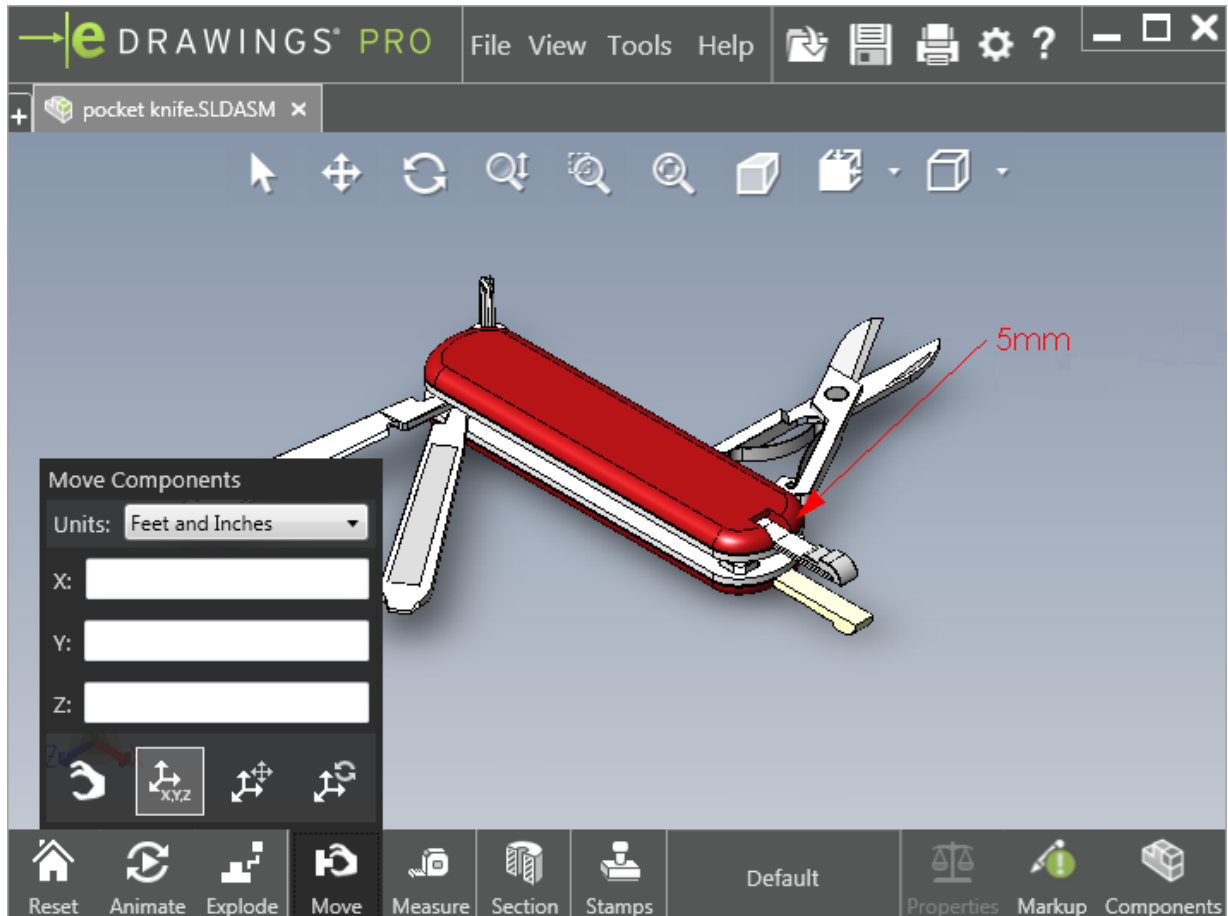 eDRAWINGS® PRO File View Tools Help ?
+ pocket knife.SLDASM ×
5mm
Move Components
Units: Feet and Inches
X:
Y:
Z:
Z X
X,Y,Z
Reset Animate Explode Move Measure Section Stamps Default Properties Markup Components